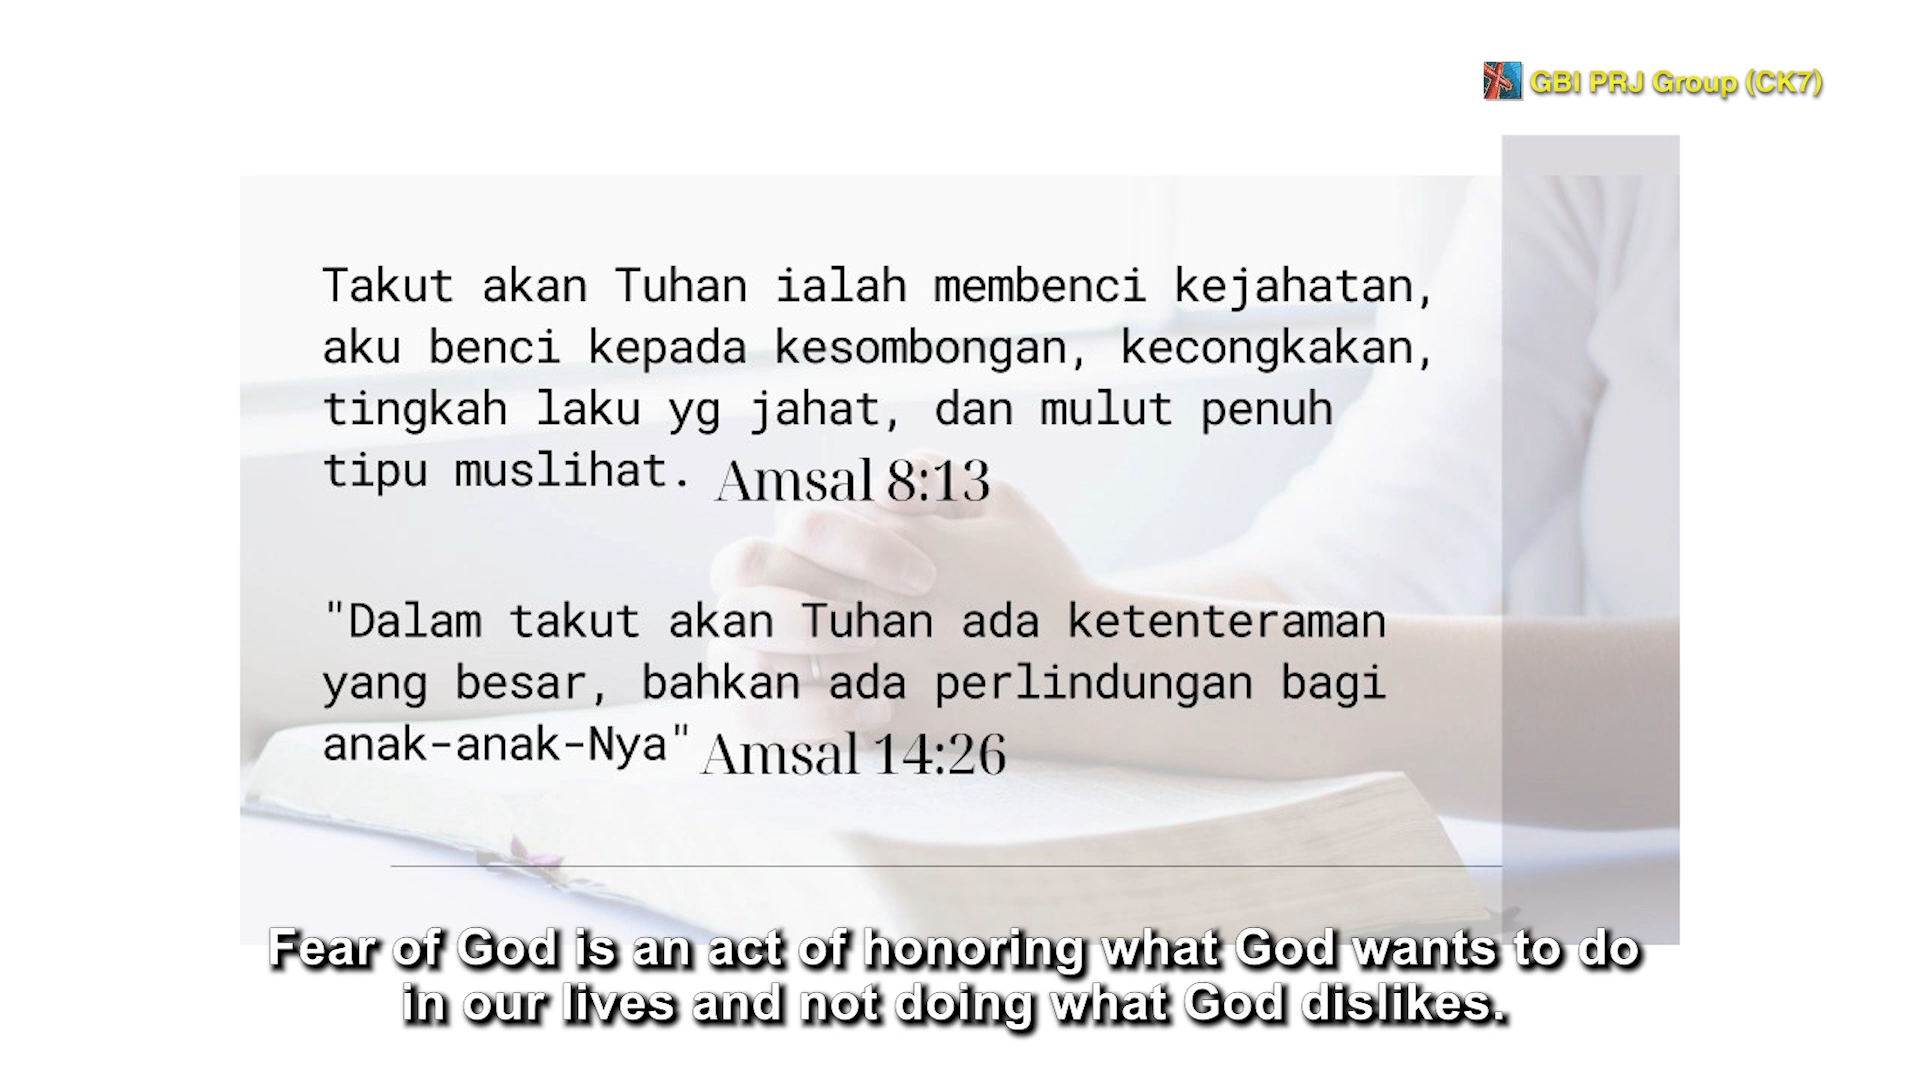 GBI PRJ Group (CK7)
Takut akan Tuhan ialah membenci kejahatan,
aku benci kepada kesombongan, kecongkakan,
tingkah laku yg jahat, dan mulut penuh
tipu muslihat. Amsal 8:13
"Dalam takut akan Tuhan ada ketenteraman
yang besar, bahkan ada perlindungan bagi
anak-anak-Nya" Amsal 14:26
Fear of God is an act of honoring what God wants to do
in our lives and not doing what God dislikes.